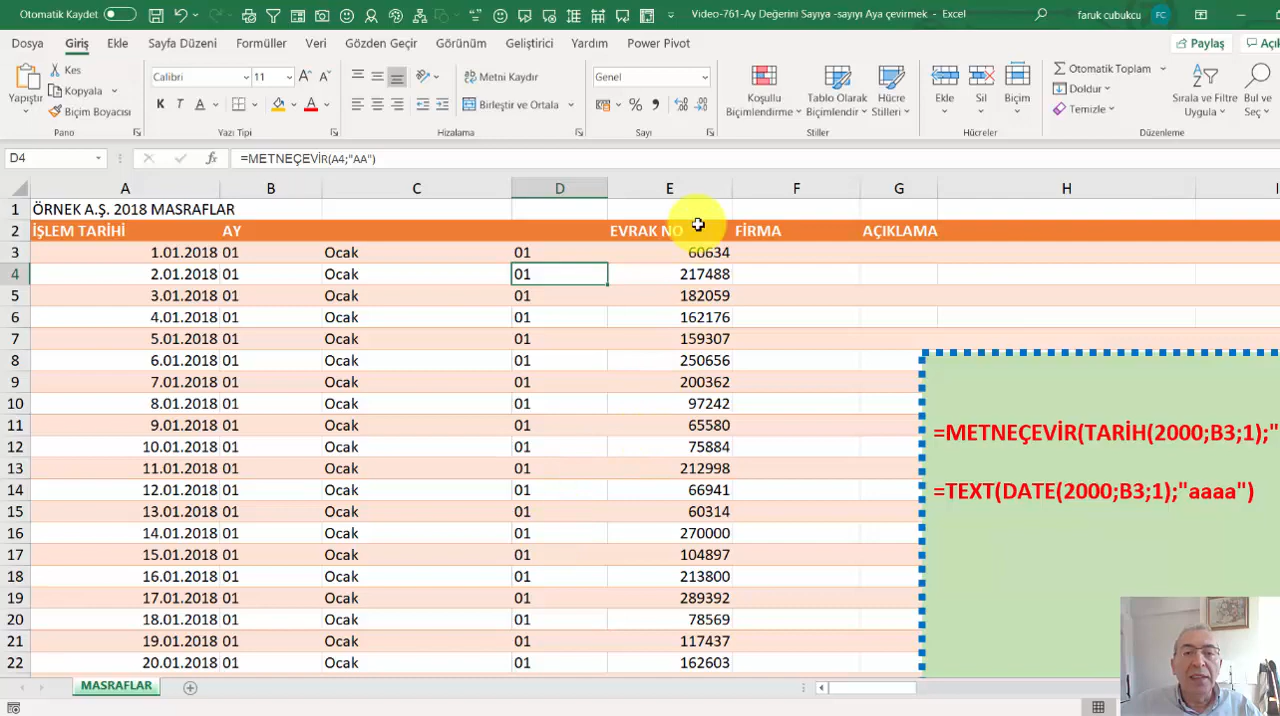 Otomatik Kaydet
Video-761-Ay Değerini Sayıya -sayıyı Aya çevirmek - Excel
faruk cubukcu FC
Dosya Giriş Ekle Sayfa Düzeni Formüller Veri Gözden Geçir Görünüm Geliştirici Yardım Power Pivot Paylaş Açık
Yapıştır Kes Kopyala Biçim Boyacısı
Calibri 11
K T A
Metni Kaydır
Birleştir ve Ortala
Genel
Koşullu Biçimlendirme
Tablo Olarak Biçimlendir
Hücre Stilleri
Ekle Sil Biçim
Otomatik Toplam
Doldur
Temizle
Sırala ve Filtre Uygula
Bul ve Seç
Pano Yazı Tipi Hizalama Sayı Stiller Hücreler Düzenleme
D4 fx =METNEÇEVİR(A4;"AA")
A B C D E F G H I
1 ÖRNEK A.Ş. 2018 MASRAFLAR
2 İŞLEM TARİHİ AY EVRAK NO FİRMA AÇIKLAMA
3 1.01.2018 01 Ocak 01 60634
4 2.01.2018 01 Ocak 01 217488
5 3.01.2018 01 Ocak 01 182059
6 4.01.2018 01 Ocak 01 162176
7 5.01.2018 01 Ocak 01 159307
8 6.01.2018 01 Ocak 01 250656
9 7.01.2018 01 Ocak 01 200362
10 8.01.2018 01 Ocak 01 97242
11 9.01.2018 01 Ocak 01 65580
12 10.01.2018 01 Ocak 01 75884
13 11.01.2018 01 Ocak 01 212998
14 12.01.2018 01 Ocak 01 66941
15 13.01.2018 01 Ocak 01 60314
16 14.01.2018 01 Ocak 01 270000
17 15.01.2018 01 Ocak 01 104897
18 16.01.2018 01 Ocak 01 213800
19 17.01.2018 01 Ocak 01 289392
20 18.01.2018 01 Ocak 01 78569
21 19.01.2018 01 Ocak 01 117437
22 20.01.2018 01 Ocak 01 162603
=METNEÇEVİR(TARİH(2000;B3;1);"
=TEXT(DATE(2000;B3;1);"aaaa")
MASRAFLAR